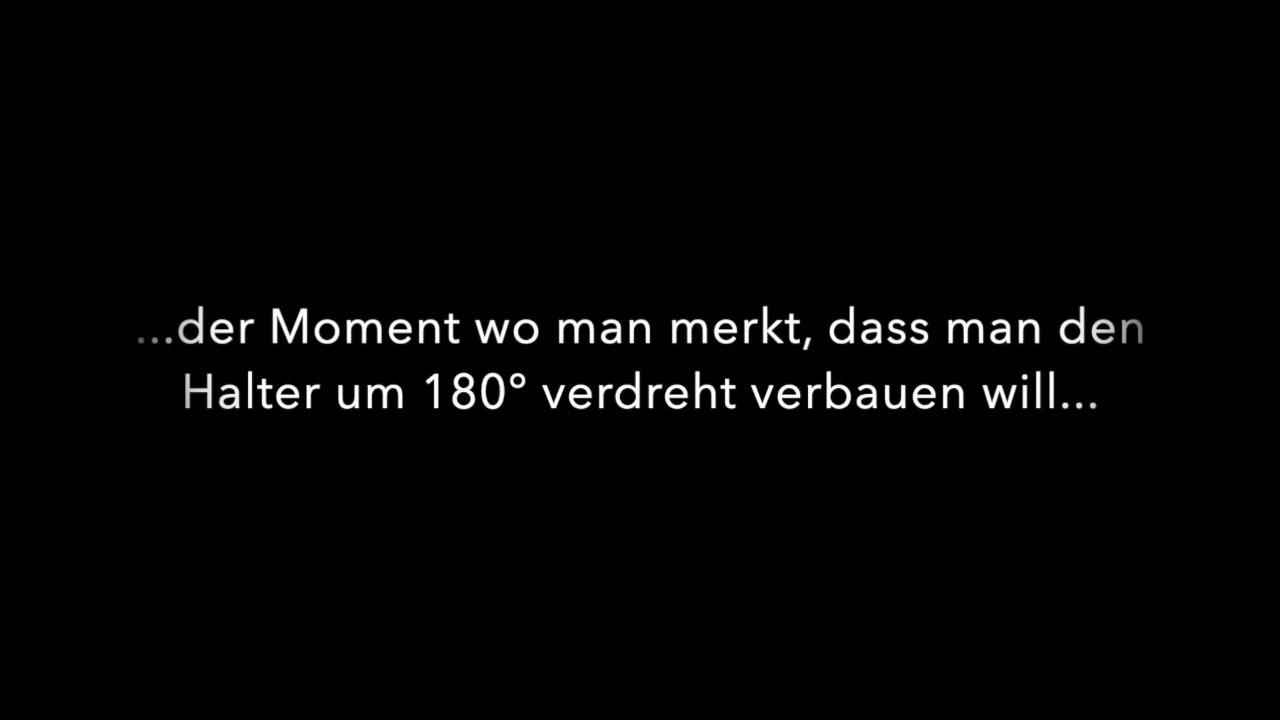 ...der Moment wo man merkt, dass man den
Halter um 180° verdreht verbauen will...